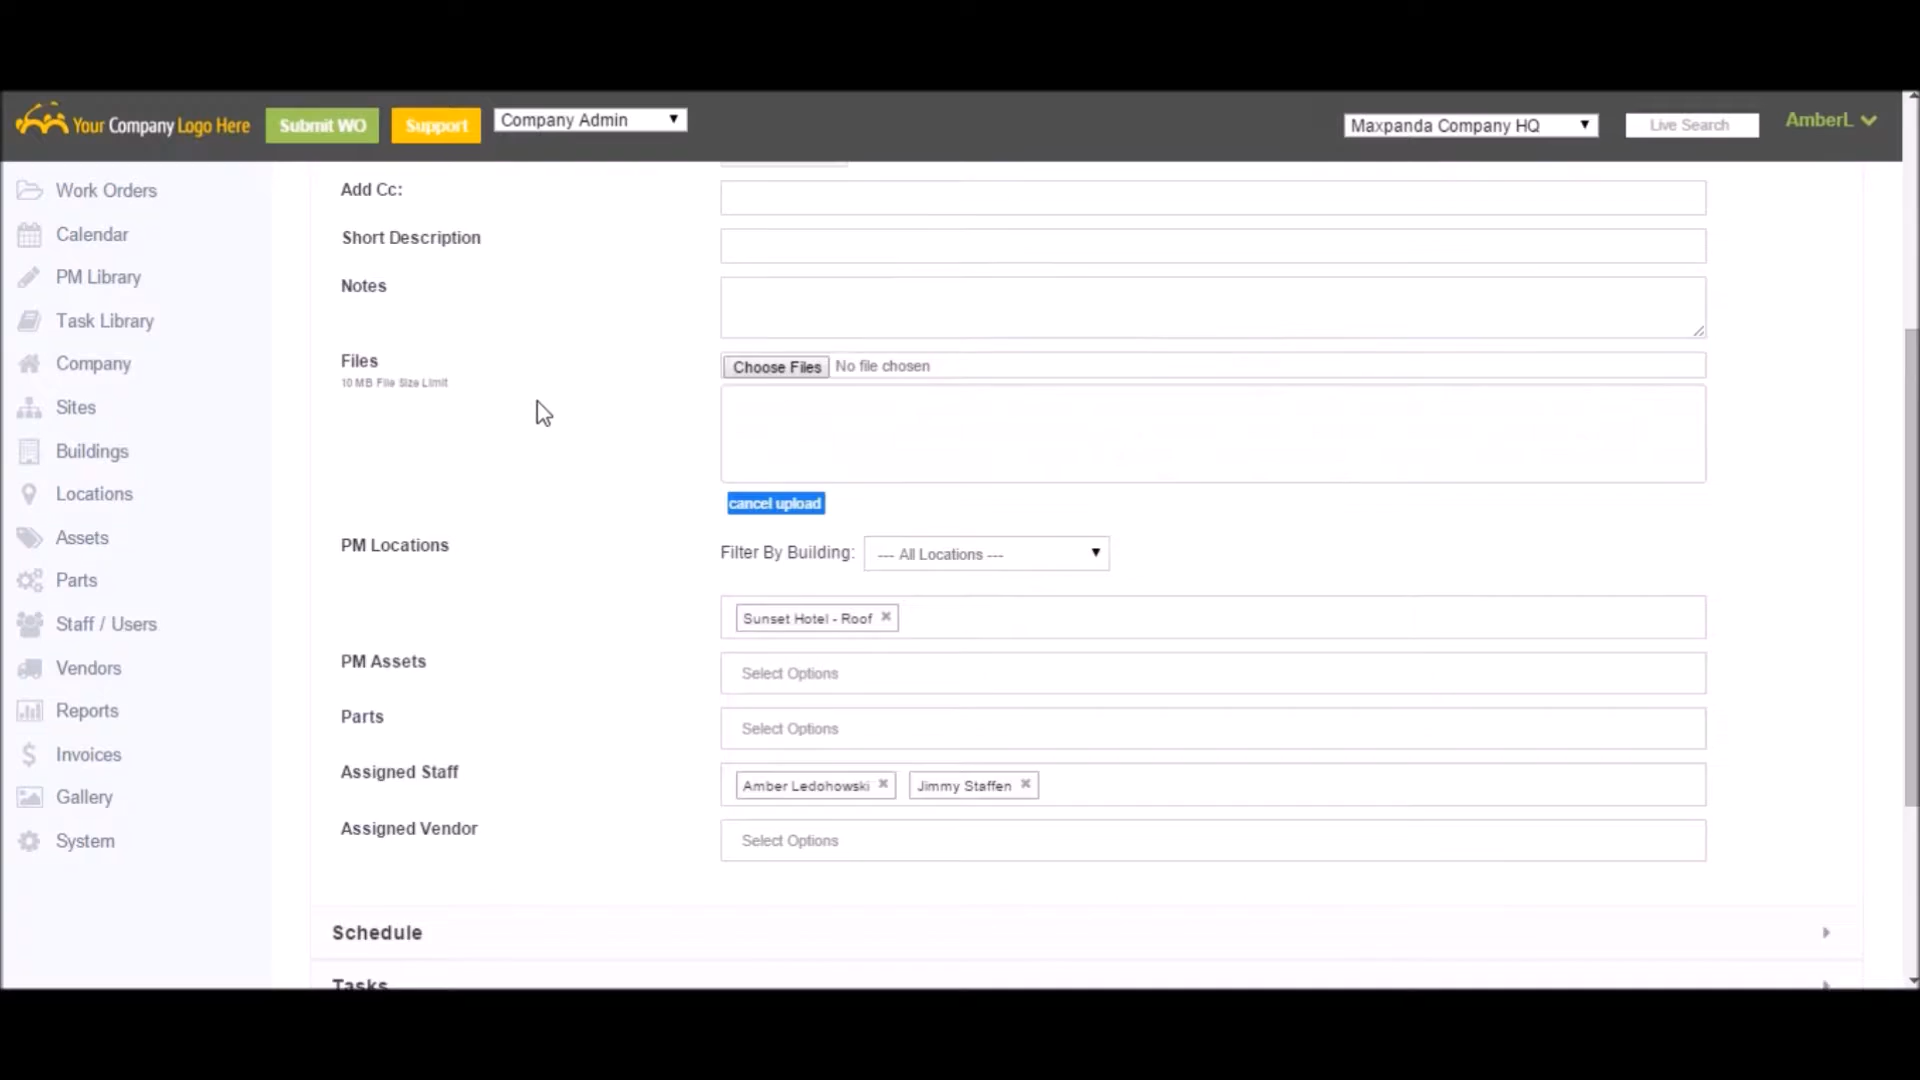 Your Company Logo Here
Submit WO
Support
Company Admin
Maxpanda Company HQ
Live Search
AmberL
Work Orders
Calendar
PM Library
Task Library
Company
Sites
Buildings
Locations
Assets
Parts
Staff / Users
Vendors
Reports
Invoices
Gallery
System
Add Cc:
Short Description
Notes
Files
10 MB File Size Limit
Choose Files No file chosen
cancel upload
PM Locations
Filter By Building: --- All Locations ---
Sunset Hotel - Roof
PM Assets
Select Options
Parts
Select Options
Assigned Staff
Amber Ledohowski Jimmy Staffen
Assigned Vendor
Select Options
Schedule
Tasks